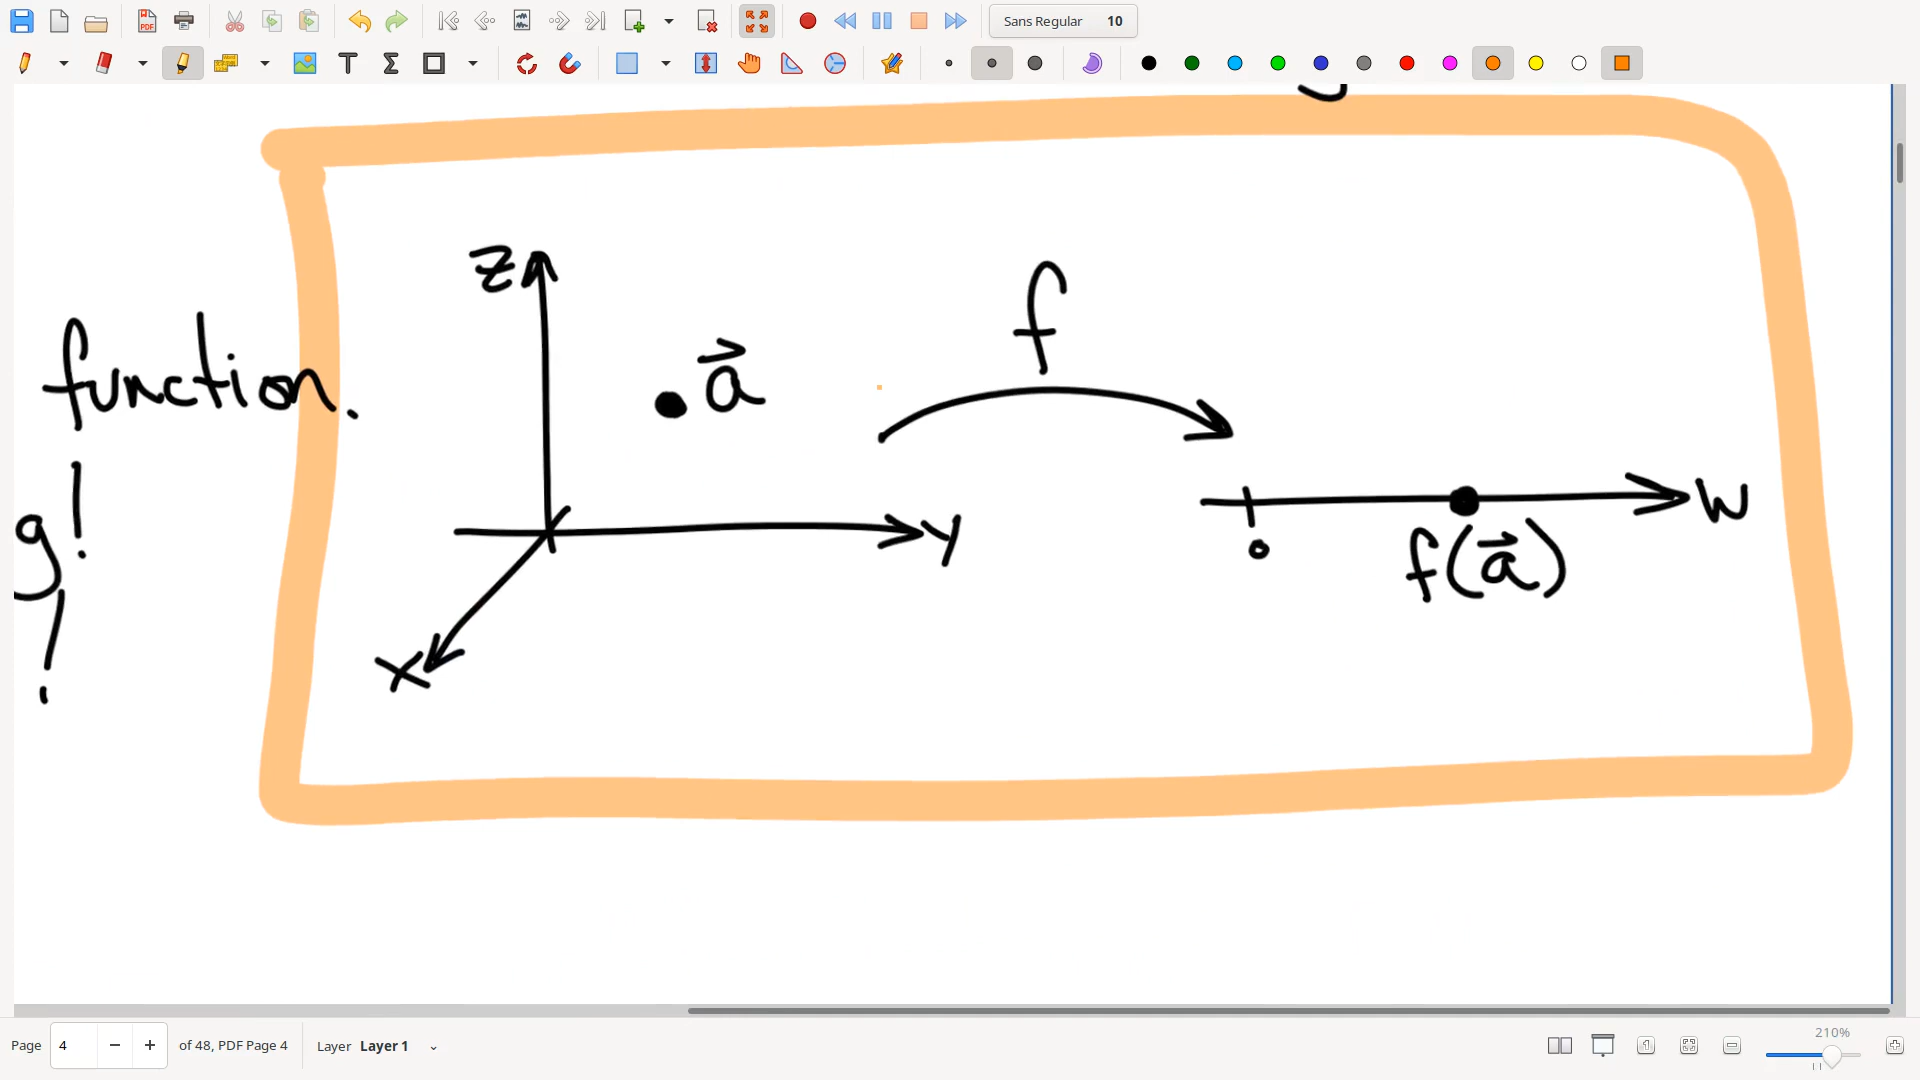 Sans Regular 10
z
f
a⃗
function.
g!
w
y
0
f(a⃗)
!
x
Page 4 of 48, PDF Page 4 Layer Layer 1 210%